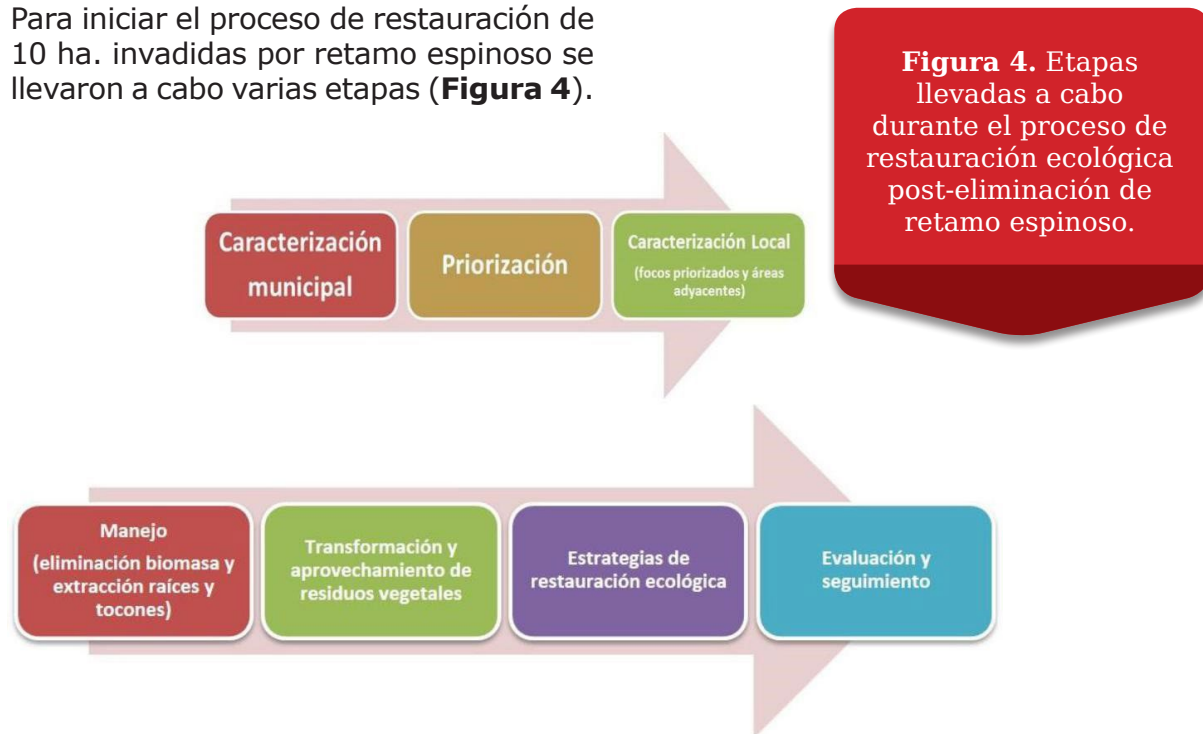 Para iniciar el proceso de restauración de
10 ha. invadidas por retamo espinoso se
llevaron a cabo varias etapas (Figura 4).
Figura 4. Etapas
llevadas a cabo
durante el proceso de
restauración ecológica
post-eliminación de
retamo espinoso.
Caracterización
municipal
Priorización
Caracterización Local
(focos priorizados y áreas
adyacentes)
Manejo
(eliminación biomasa y
extracción raíces y
tocones)
Transformación y
aprovechamiento de
residuos vegetales
Estrategias de
restauración ecológica
Evaluación y
seguimiento